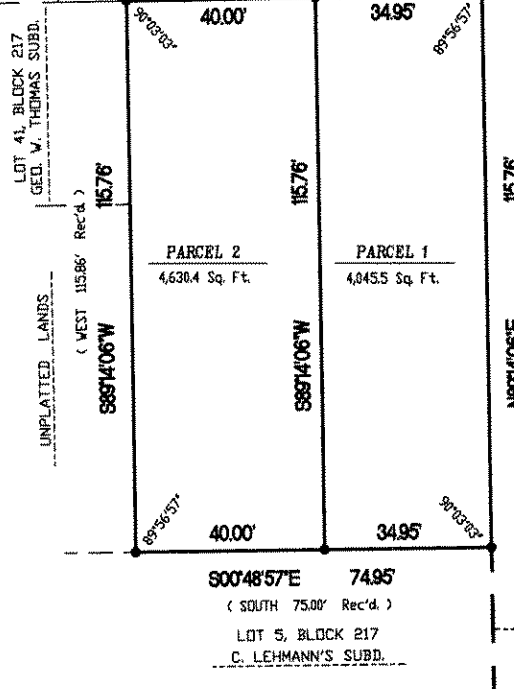 40.00' 34.95'
90°03'03" 89°56'57"
LOT 41, BLOCK 217
GEO. W. THOMAS SUBD.
115.76' 115.76' 115.76'
( WEST 115.86' Rec'd. )
PARCEL 2
4,630.4 Sq. Ft.
PARCEL 1
4,045.5 Sq. Ft.
UNPLATTED LANDS
S89°14'06"W S89°14'06"W N89°14'06"E
89°56'57" 90°03'03"
40.00' 34.95'
S00°48'57"E 74.95'
( SOUTH 75.00' Rec'd. )
LOT 5, BLOCK 217
C. LEHMANN'S SUBD.